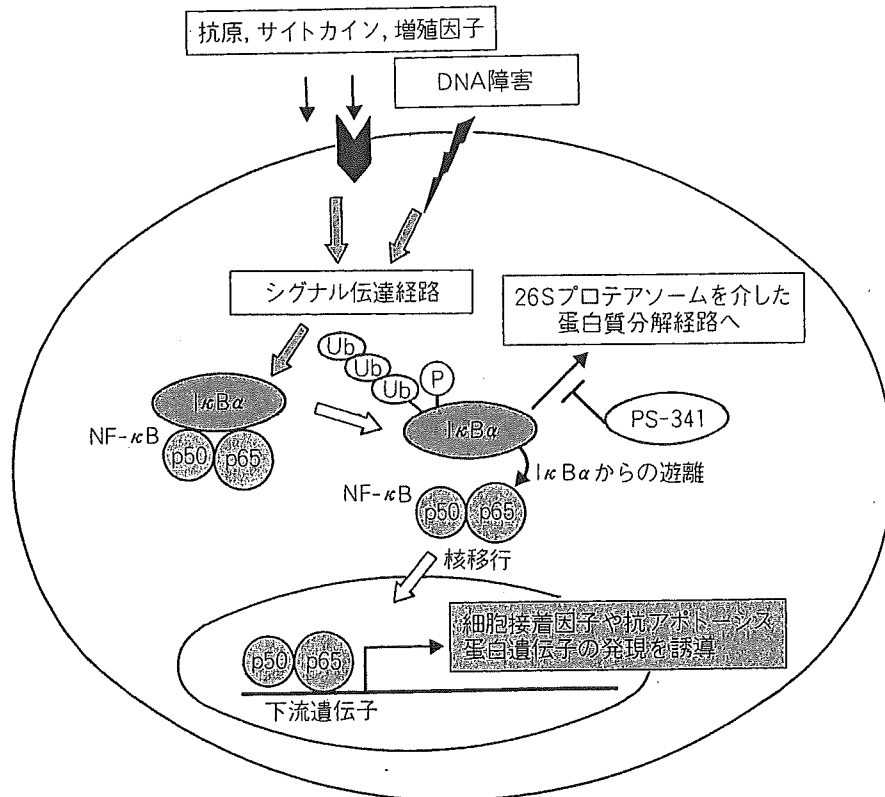 抗原, サイトカイン, 増殖因子
DNA障害
シグナル伝達経路
26Sプロテアソームを介した
蛋白質分解経路へ
Ub
Ub
Ub
P
IκBα
NF-κB
p50
p65
IκBα
PS-341
IκBαからの遊離
NF-κB
p50
p65
核移行
細胞接着因子や抗アポトーシス
蛋白遺伝子の発現を誘導
p50
p65
下流遺伝子